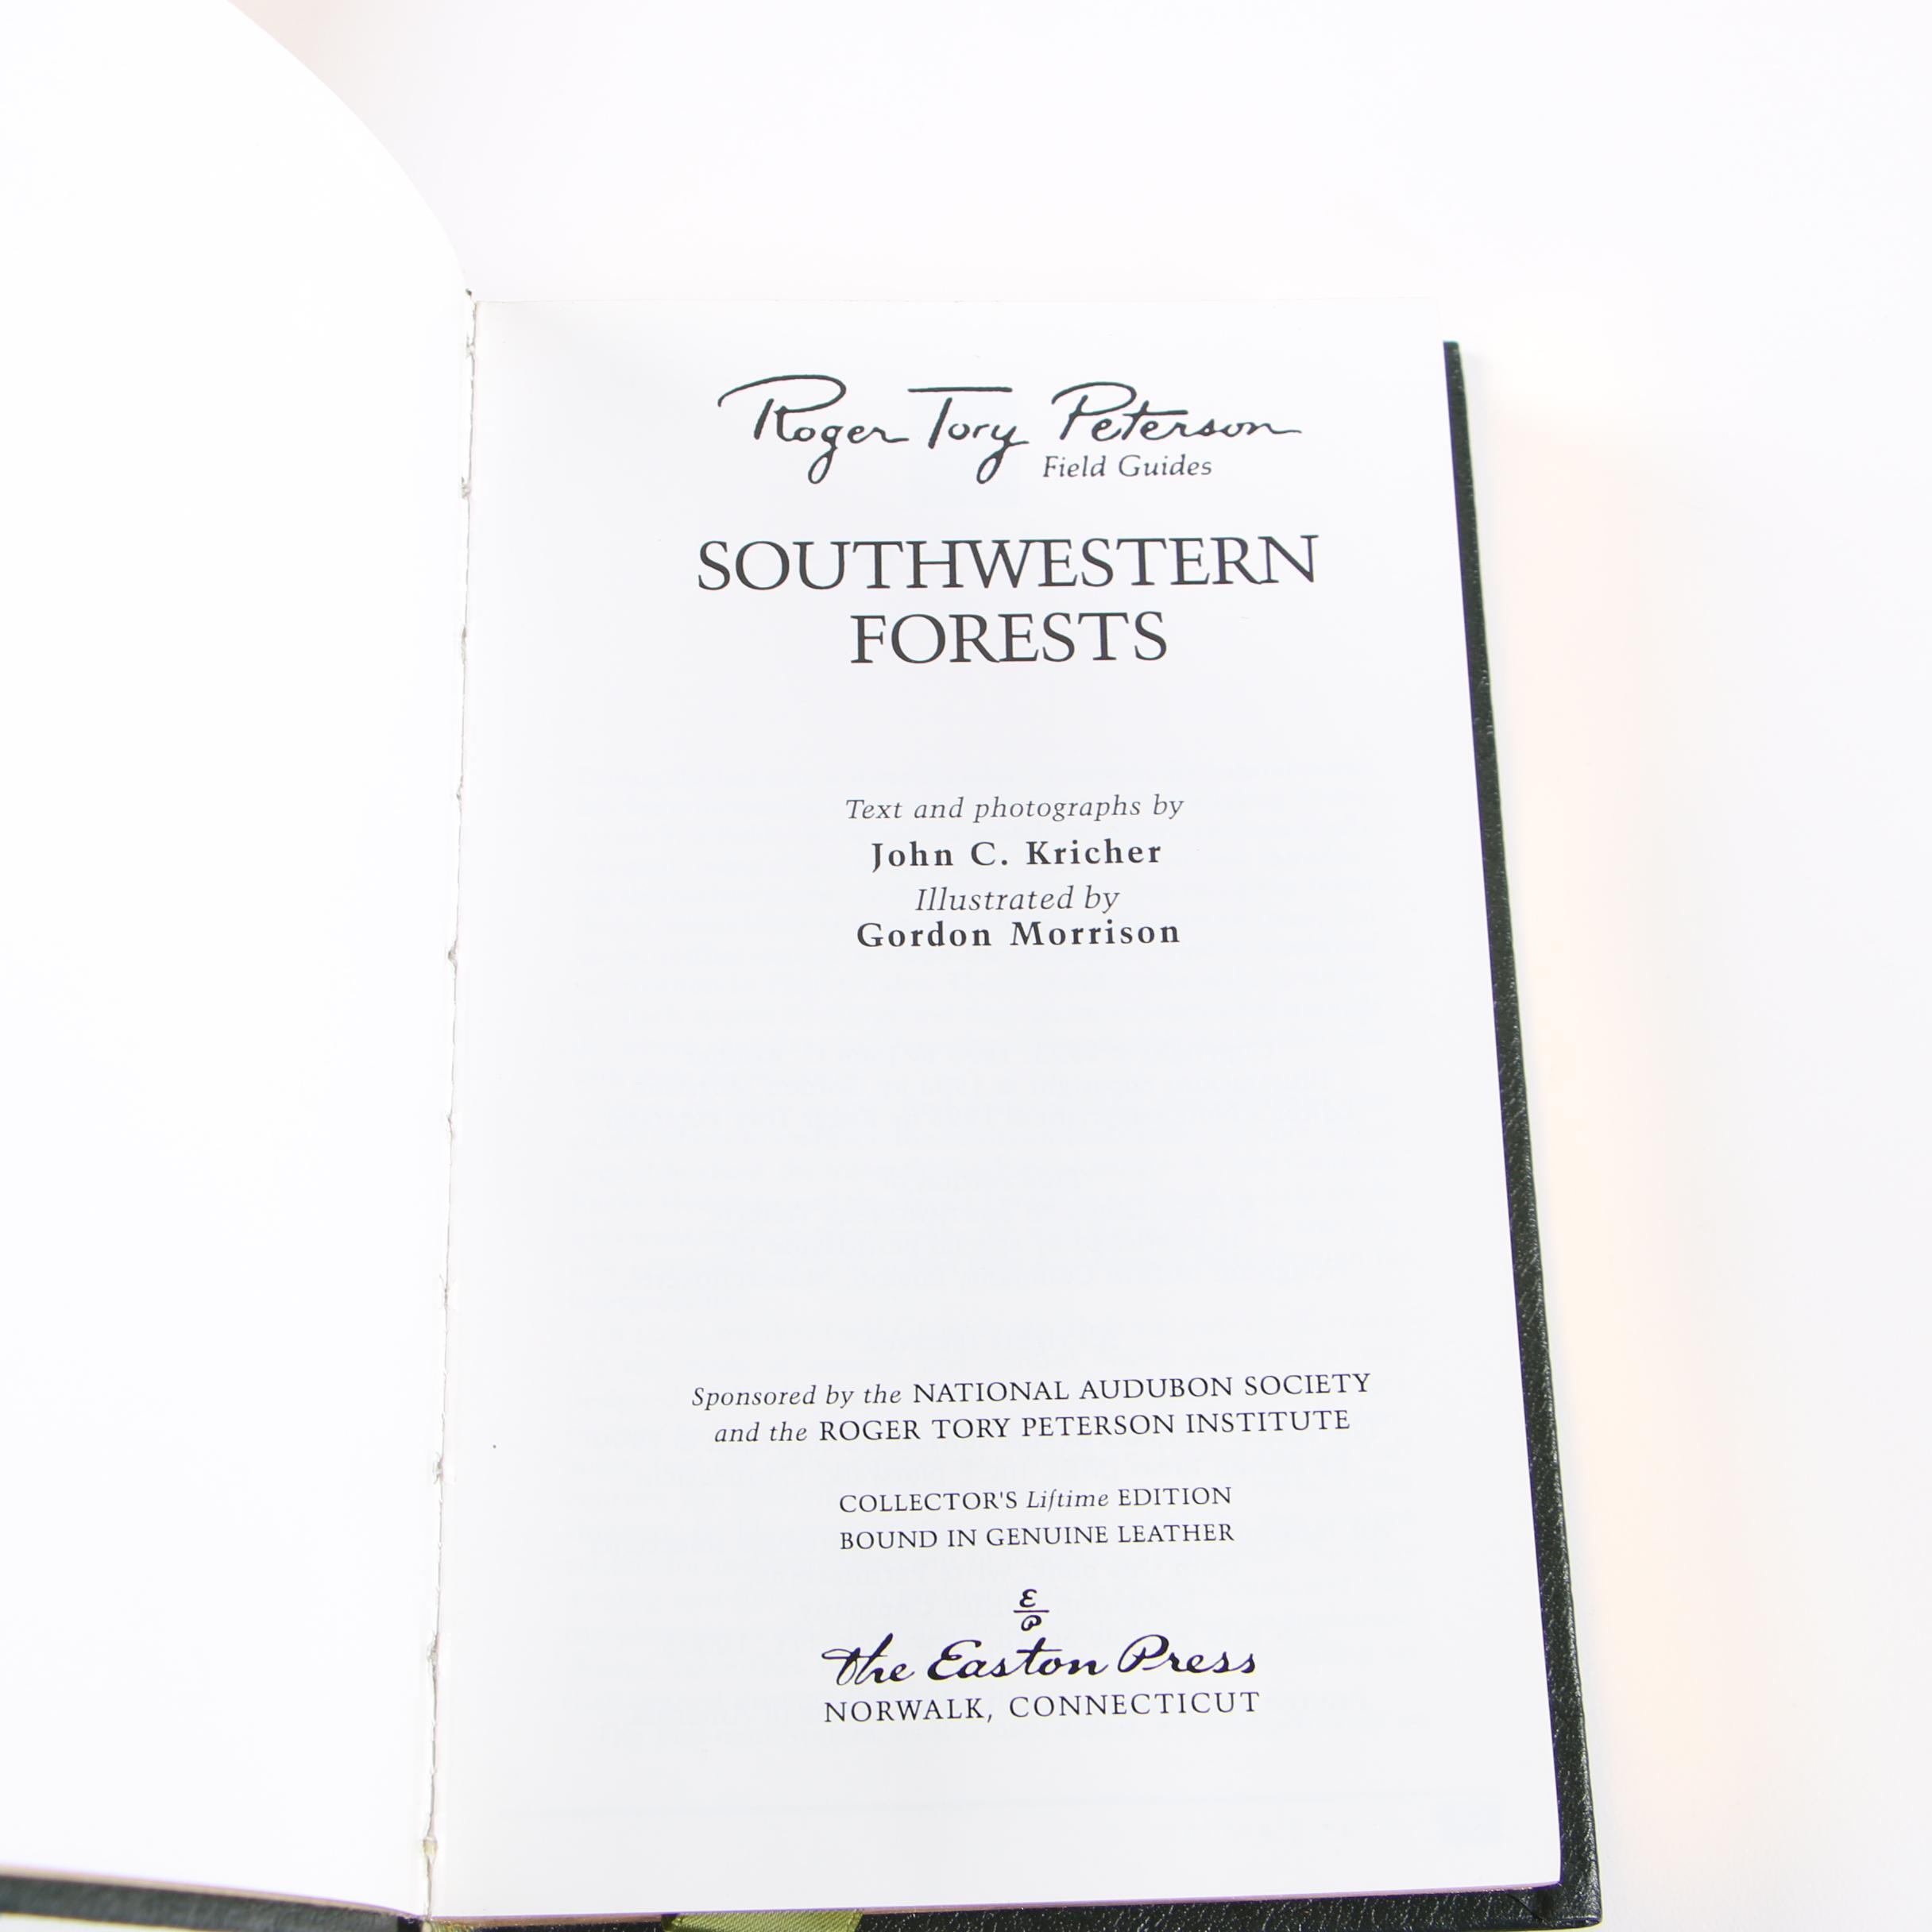 Roger Tory Peterson
Field Guides
SOUTHWESTERN
FORESTS
Text and photographs by
John C. Kricher
Illustrated by
Gordon Morrison
Sponsored by the NATIONAL AUDUBON SOCIETY
and the ROGER TORY PETERSON INSTITUTE
COLLECTOR'S Liftime EDITION
BOUND IN GENUINE LEATHER
E
P
The Easton Press
NORWALK, CONNECTICUT